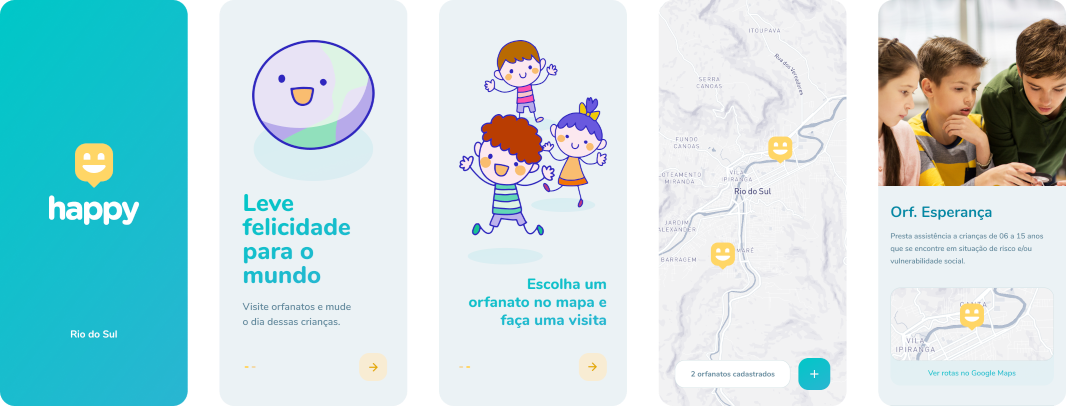 happy
Rio do Sul
Leve
felicidade
para o
mundo
Visite orfanatos e mude
o dia dessas crianças.
Escolha um
orfanato no mapa e
faça uma visita
ITOUPAVA
Rua dos Vereadores
SERRA
CANOAS
FUNDO
CANOAS
LOTEAMENTO
MIRANDA
VILA
IPIRANGA
Rio do Sul
JARDIM
ALEXANDER
BARRAGEM
2 orfanatos cadastrados
Orf. Esperança
Presta assistência a crianças de 06 a 15 anos
que se encontre em situação de risco e/ou
vulnerabilidade social.
VILA
IPIRANGA
Ver rotas no Google Maps